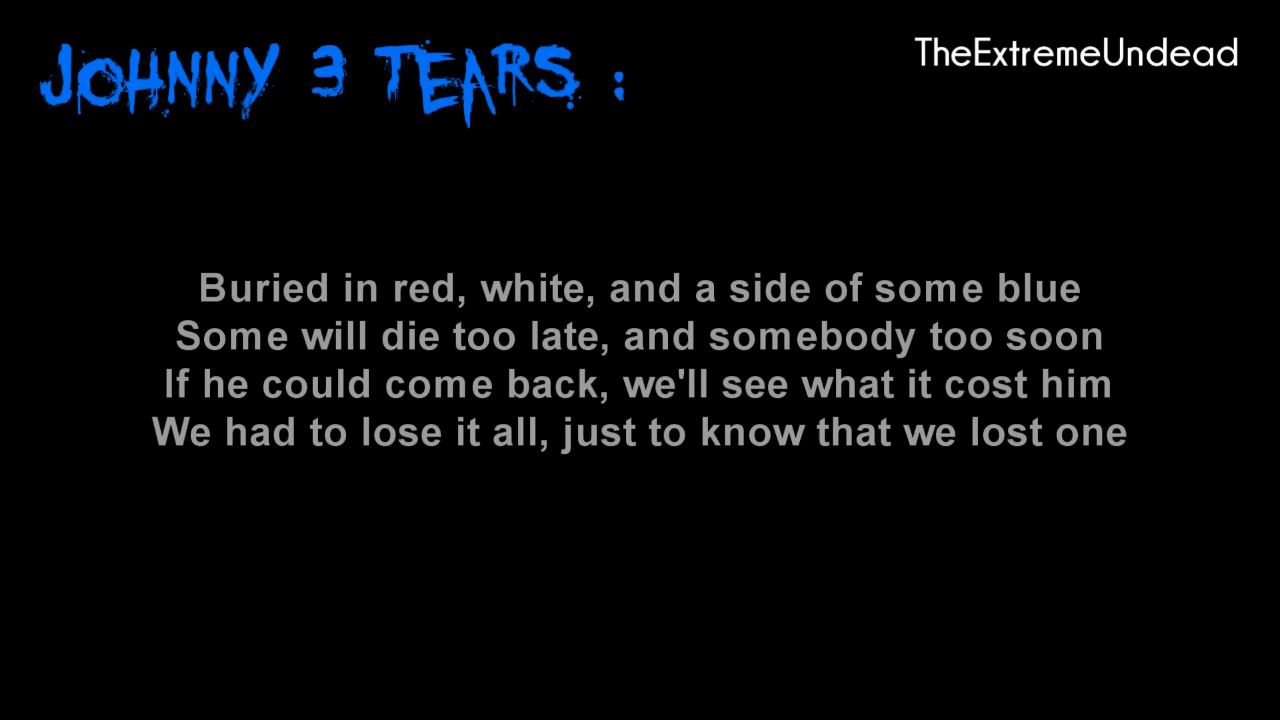 JOHNNY 3 TEARS :
TheExtremeUndead
Buried in red, white, and a side of some blue
Some will die too late, and somebody too soon
If he could come back, we'll see what it cost him
We had to lose it all, just to know that we lost one